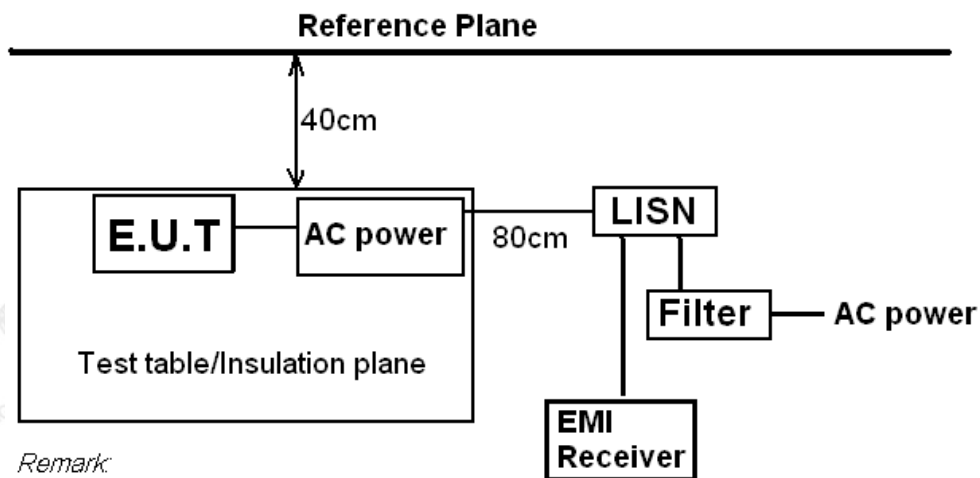 Reference Plane
40cm
E.U.T
AC power
80cm
LISN
Filter
AC power
Test table/Insulation plane
EMI
Receiver
Remark: